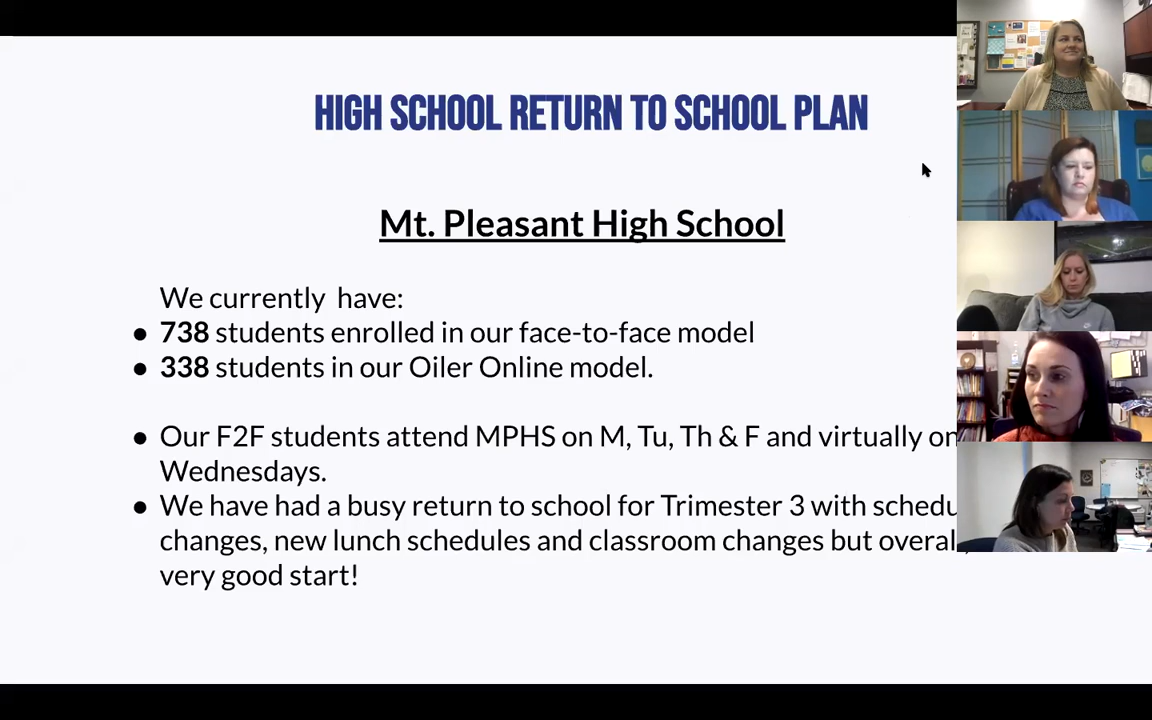 HIGH SCHOOL RETURN TO SCHOOL PLAN
Mt. Pleasant High School
We currently have:
● 738 students enrolled in our face-to-face model
● 338 students in our Oiler Online model.
● Our F2F students attend MPHS on M, Tu, Th & F and virtually on
Wednesdays.
● We have had a busy return to school for Trimester 3 with
changes, new lunch schedules and classroom changes but
very good start!